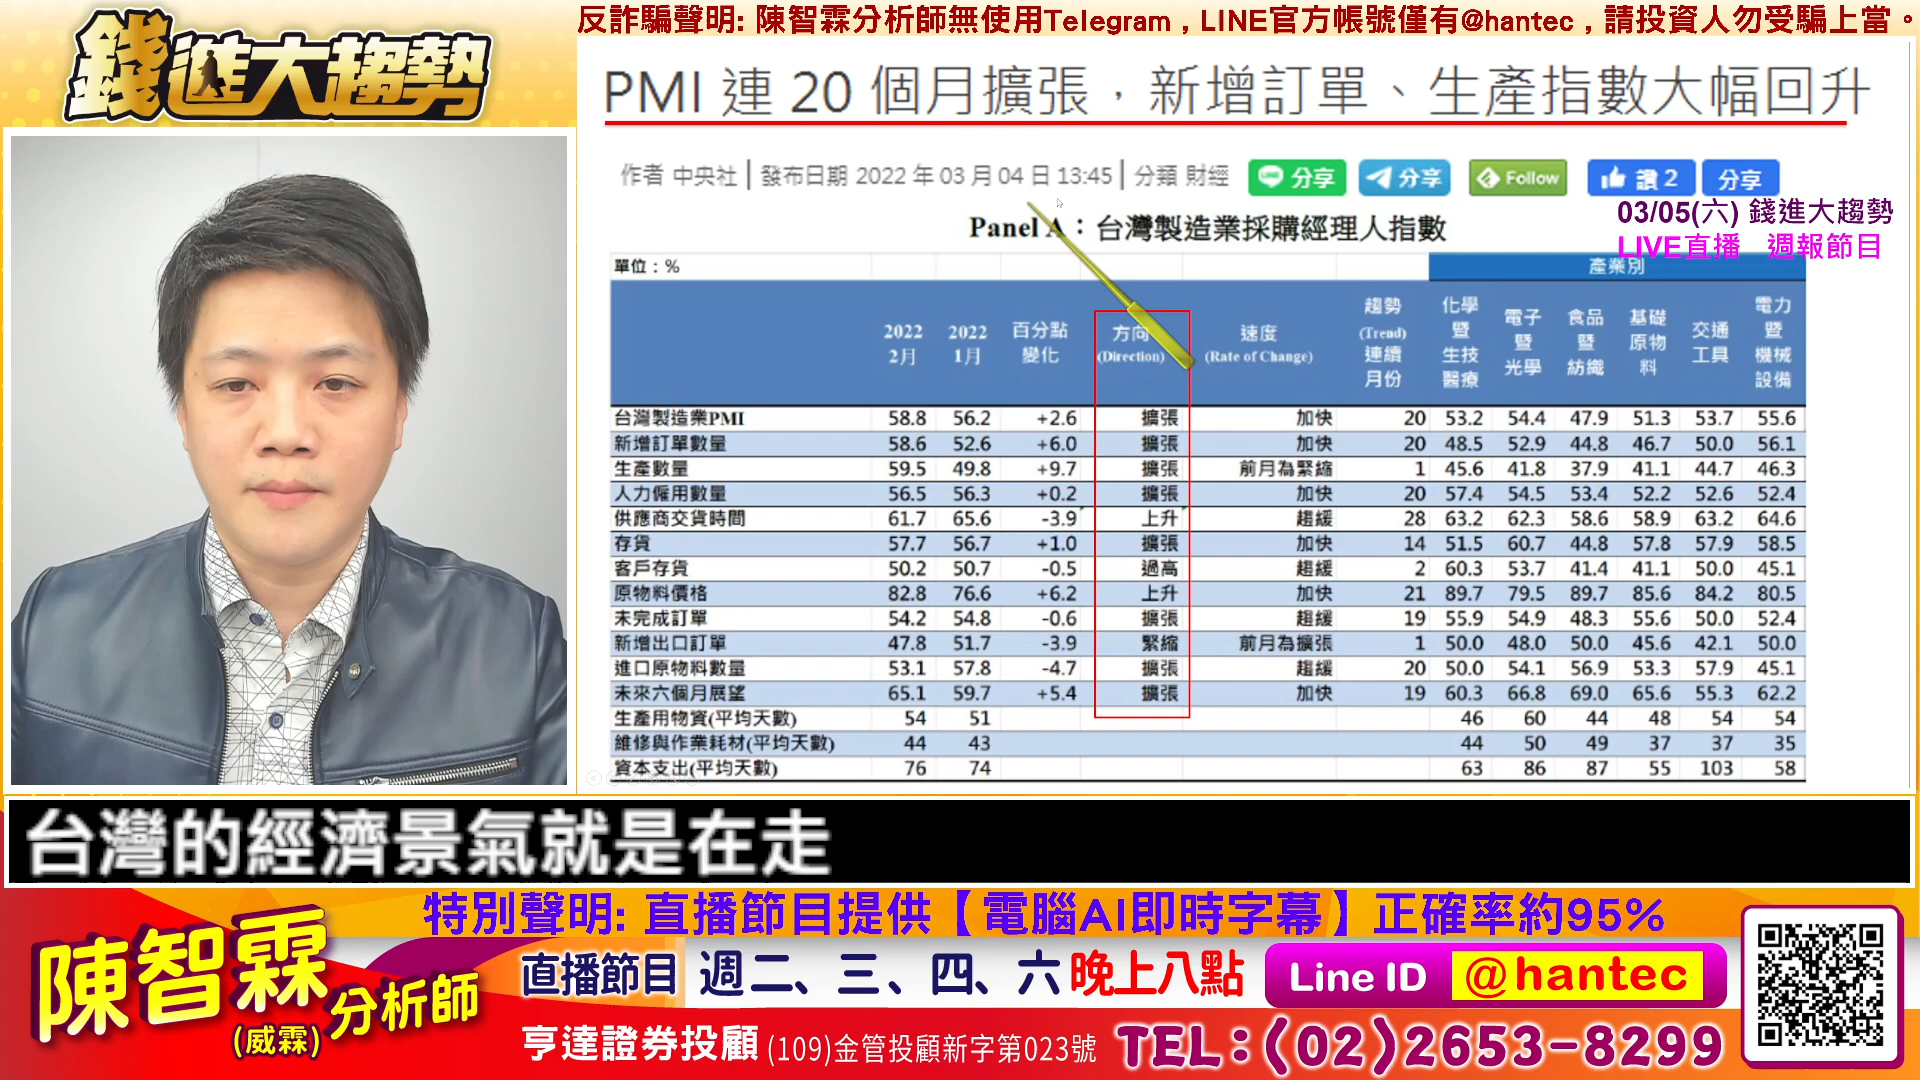 錢進大趨勢
反詐騙聲明: 陳智霖分析師無使用Telegram , LINE官方帳號僅有@hantec , 請投資人勿受騙上當。
PMI 連 20 個月擴張，新增訂單、生產指數大幅回升
作者 中央社 | 發布日期 2022 年 03 月 04 日 13:45 | 分類 財經 分享 分享 Follow 讚 2 分享
03/05(六) 錢進大趨勢
LIVE直播 週報節目
Panel A：台灣製造業採購經理人指數
單位：% 產業別
2022 2月 2022 1月 百分點變化 方向 (Direction) 速度 (Rate of Change) 趨勢 (Trend) 連續月份 化學暨生技醫療 電子暨光學 食品暨紡織 基礎原物料 交通工具 電力暨機械設備
台灣製造業PMI 58.8 56.2 +2.6 擴張 加快 20 53.2 54.4 47.9 51.3 53.7 55.6
新增訂單數量 58.6 52.6 +6.0 擴張 加快 20 48.5 52.9 44.8 46.7 50.0 56.1
生產數量 59.5 49.8 +9.7 擴張 前月為緊縮 1 45.6 41.8 37.9 41.1 44.7 46.3
人力僱用數量 56.5 56.3 +0.2 擴張 加快 20 57.4 54.5 53.4 52.2 52.6 52.4
供應商交貨時間 61.7 65.6 -3.9 上升 趨緩 28 63.2 62.3 58.6 58.9 63.2 64.6
存貨 57.7 56.7 +1.0 擴張 加快 14 51.5 60.7 44.8 57.8 57.9 58.5
客戶存貨 50.2 50.7 -0.5 過高 趨緩 2 60.3 53.7 41.4 41.1 50.0 45.1
原物料價格 82.8 76.6 +6.2 上升 加快 21 89.7 79.5 89.7 85.6 84.2 80.5
未完成訂單 54.2 54.8 -0.6 擴張 趨緩 19 55.9 54.9 48.3 55.6 50.0 52.4
新增出口訂單 47.8 51.7 -3.9 緊縮 前月為擴張 1 50.0 48.0 50.0 45.6 42.1 50.0
進口原物料數量 53.1 57.8 -4.7 擴張 趨緩 20 50.0 54.1 56.9 53.3 57.9 45.1
未來六個月展望 65.1 59.7 +5.4 擴張 加快 19 60.3 66.8 69.0 65.6 55.3 62.2
生產用物資(平均天數) 54 51 46 60 44 48 54 54
維修與作業耗材(平均天數) 44 43 44 50 49 37 37 35
資本支出(平均天數) 76 74 63 86 87 55 103 58
台灣的經濟景氣就是在走
特別聲明: 直播節目提供【電腦AI即時字幕】正確率約95%
陳智霖 分析師
(威霖)
直播節目 週二、三、四、六 晚上八點 Line ID @hantec
亨達證券投顧 (109)金管投顧新字第023號 TEL:(02)2653-8299